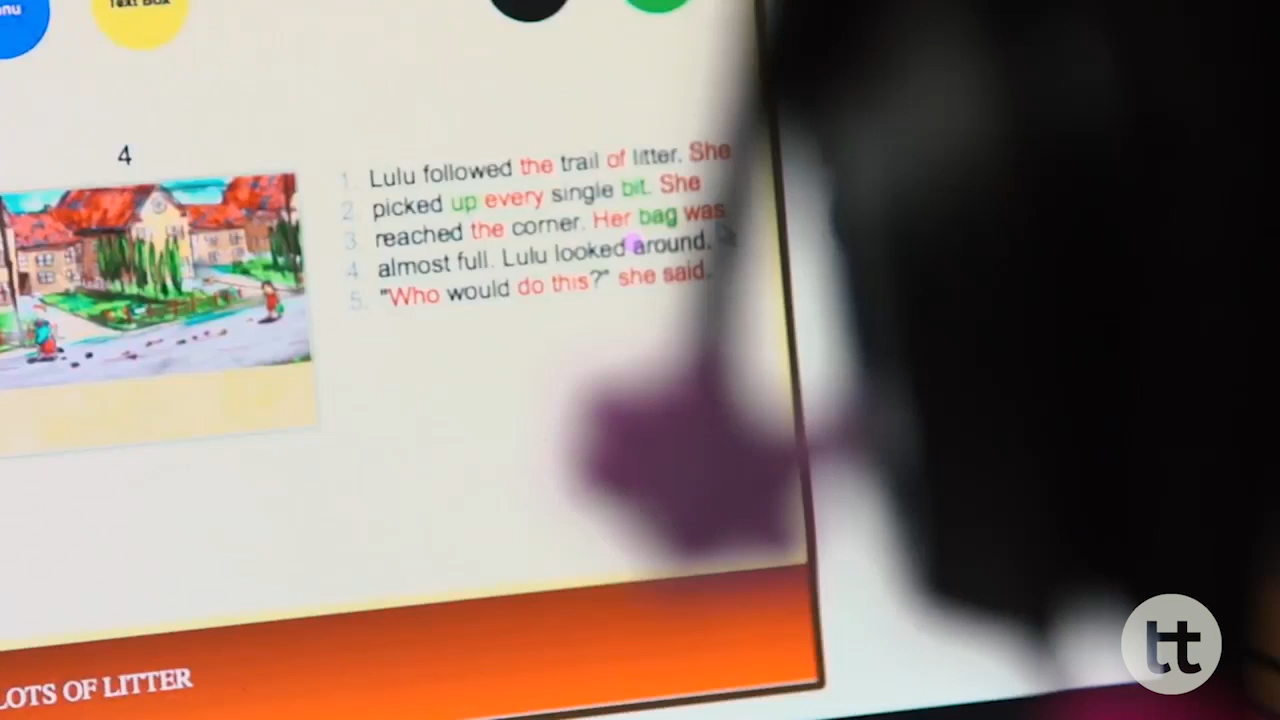 nu
Text Box
4
1. Lulu followed the trail of litter. She
2. picked up every single bit. She
3. reached the corner. Her bag was
4. almost full. Lulu looked around.
5. "Who would do this?" she said.
LOTS OF LITTER
tt